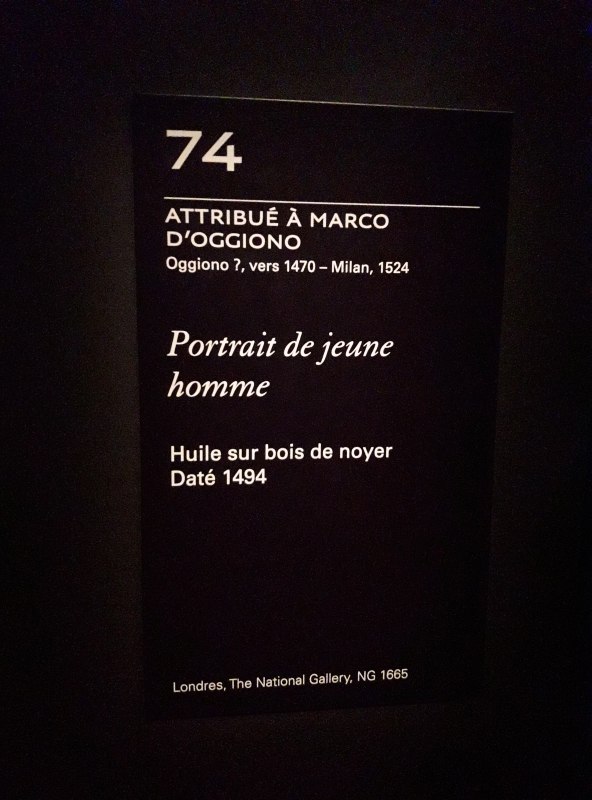 74
ATTRIBUÉ À MARCO
D'OGGIONO
Oggiono ?, vers 1470 – Milan, 1524
Portrait de jeune
homme
Huile sur bois de noyer
Daté 1494
Londres, The National Gallery, NG 1665